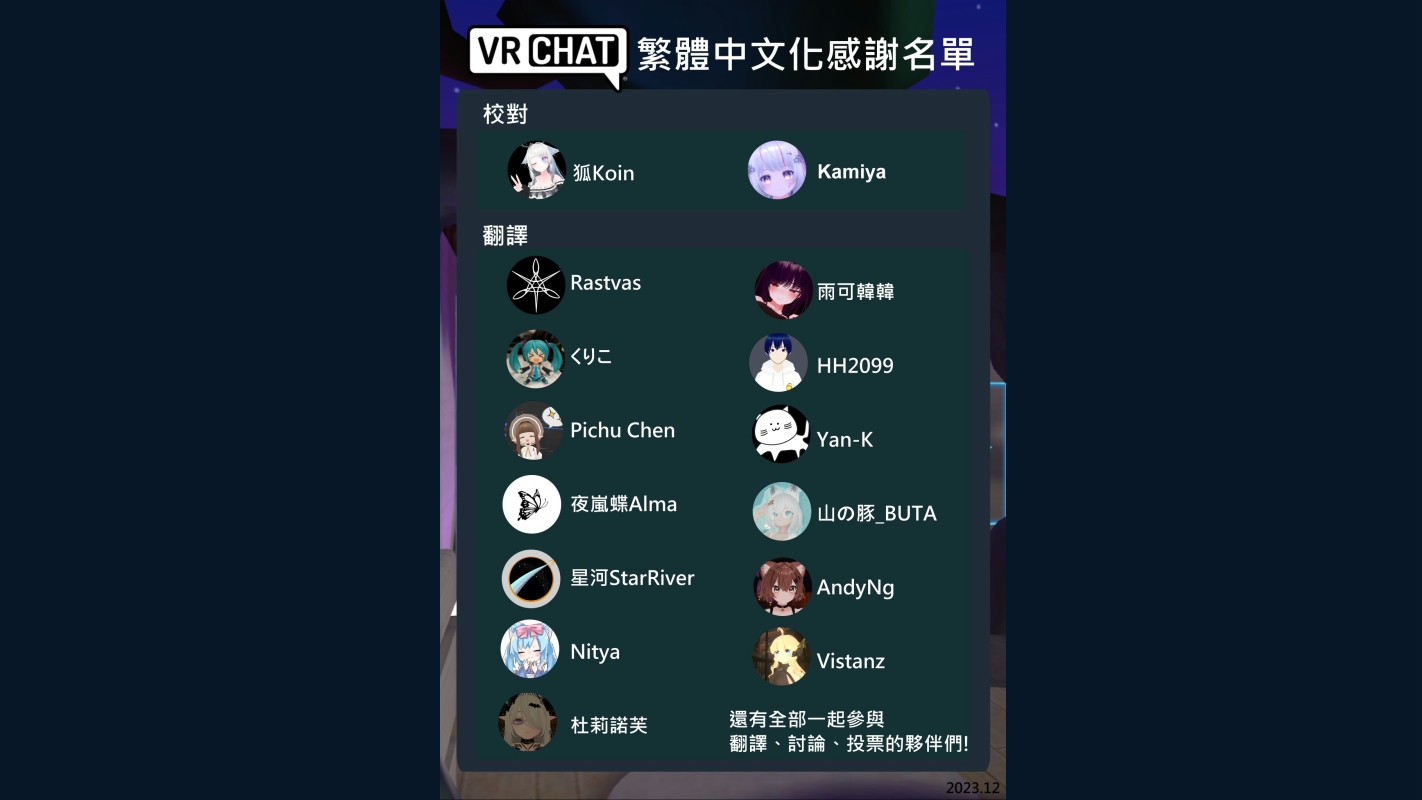 VRCHAT 繁體中文化感謝名單
校對
狐Koin
Kamiya
翻譯
Rastvas
雨可韓韓
くりこ
HH2099
Pichu Chen
Yan-K
夜嵐蝶Alma
山の豚_BUTA
星河StarRiver
AndyNg
Nitya
Vistanz
杜莉諾芙
還有全部一起參與
翻譯、討論、投票的夥伴們!
2023.12